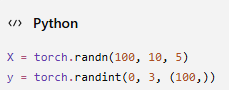 </> Python
X = torch.randn(100, 10, 5)
y = torch.randint(0, 3, (100,))